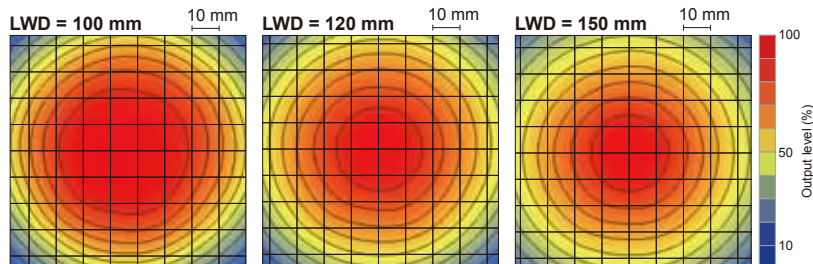 LWD = 100 mm
10 mm
LWD = 120 mm
10 mm
LWD = 150 mm
10 mm
100
50
10
Output level (%)